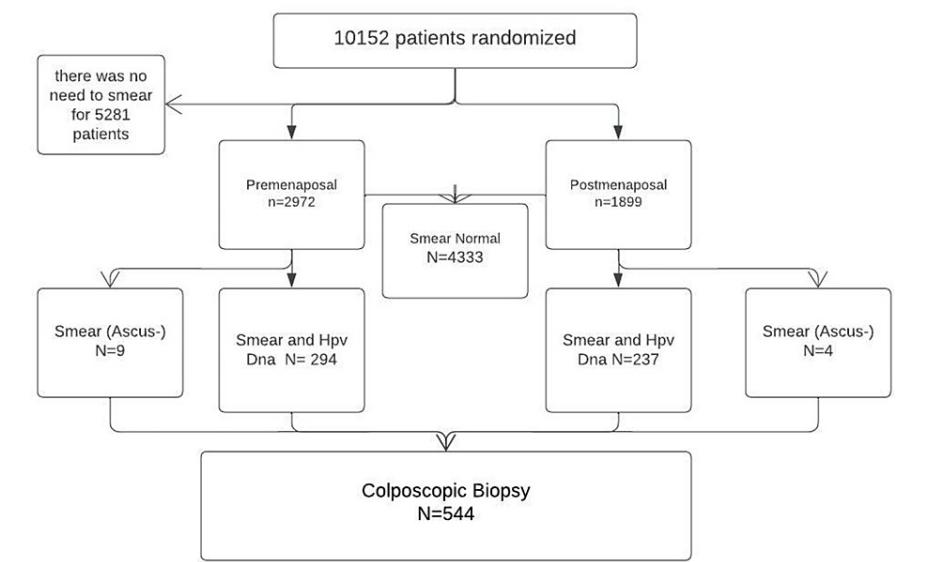 10152 patients randomized
there was no
need to smear
for 5281
patients
Premenaposal
n=2972
Postmenaposal
n=1899
Smear Normal
N=4333
Smear (Ascus-)
N=9
Smear and Hpv
Dna N= 294
Smear and Hpv
Dna N=237
Smear (Ascus-)
N=4
Colposcopic Biopsy
N=544